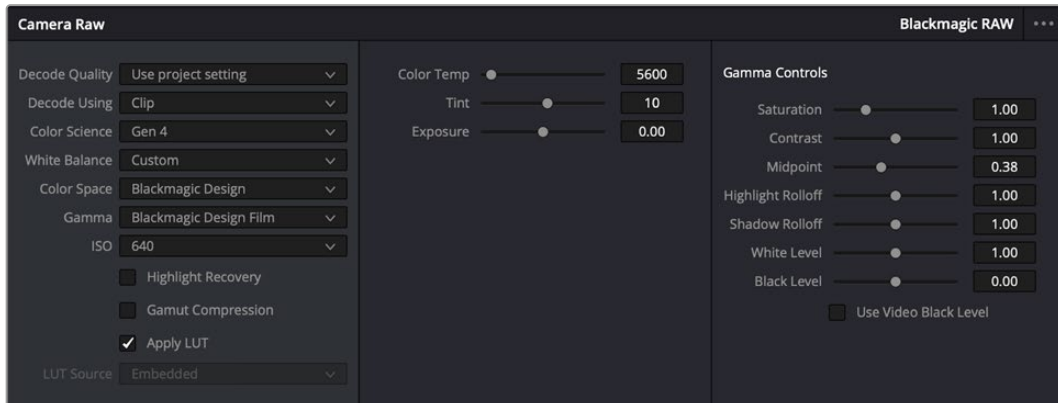 Camera Raw
Blackmagic RAW
Decode Quality Use project setting
Decode Using Clip
Color Science Gen 4
White Balance Custom
Color Space Blackmagic Design
Gamma Blackmagic Design Film
ISO 640
Highlight Recovery
Gamut Compression
Apply LUT
LUT Source Embedded
Color Temp 5600
Tint 10
Exposure 0.00
Gamma Controls
Saturation 1.00
Contrast 1.00
Midpoint 0.38
Highlight Rolloff 1.00
Shadow Rolloff 1.00
White Level 1.00
Black Level 0.00
Use Video Black Level